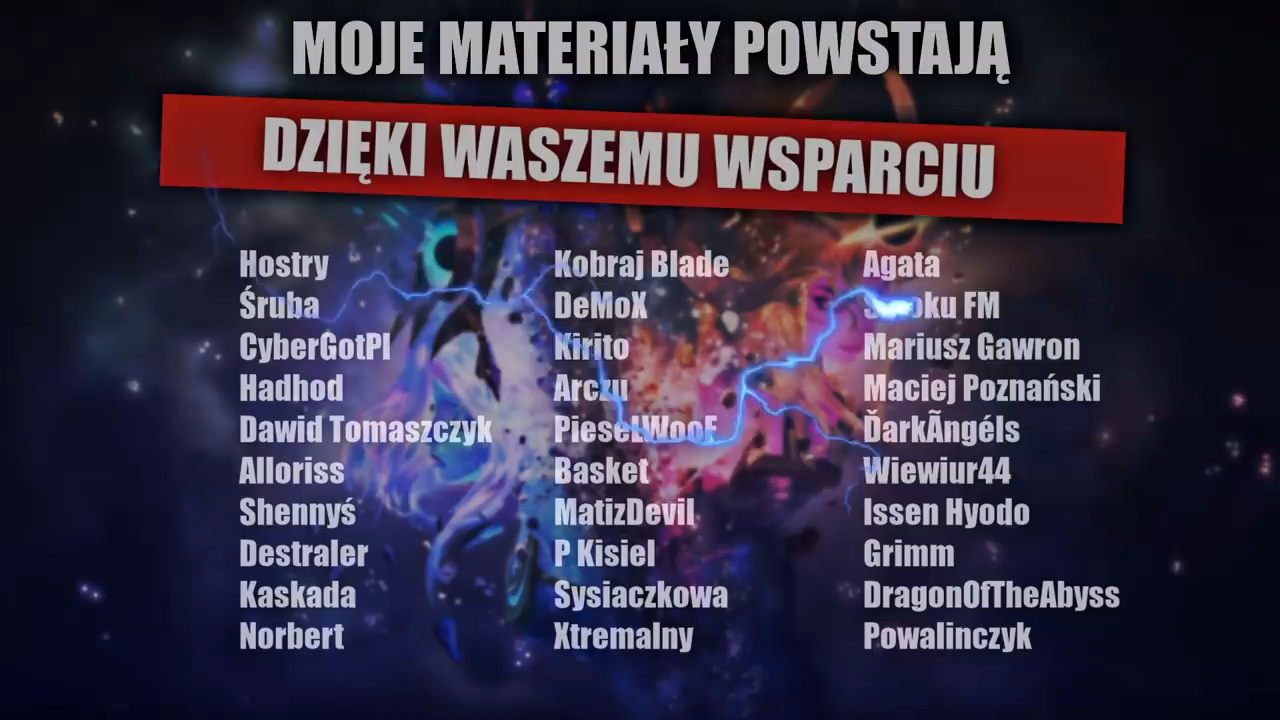 MOJE MATERIAŁY POWSTAJĄ
DZIĘKI WASZEMU WSPARCIU
Hostry
Śruba
CyberGotPl
Hadhod
Dawid Tomaszczyk
Alloriss
Shennyś
Destraler
Kaskada
Norbert
Kobraj Blade
DeMoX
Kirito
Arczu
PieseLWooF
Basket
MatizDevil
P Kisiel
Sysiaczkowa
Xtremalny
Agata
FM
Mariusz Gawron
Maciej Poznański
ĎarkÃngéls
Wiewiur44
Issen Hyodo
Grimm
DragonOfTheAbyss
Powalinczyk